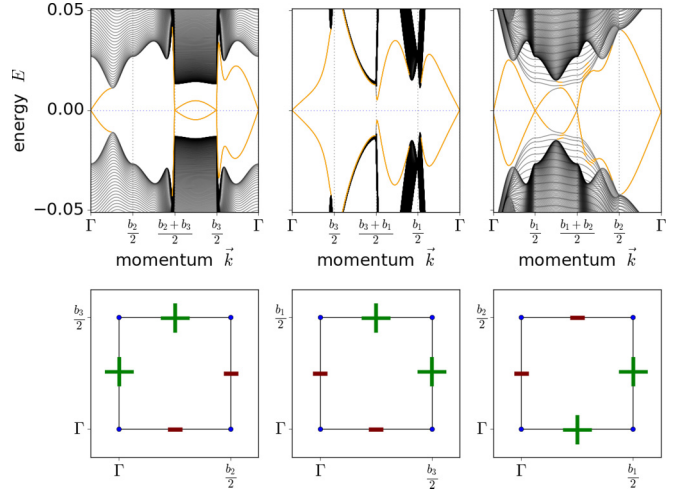 energy E
0.05
0.00
−0.05
Γ b₂/2 (b₂ + b₃)/2 b₃/2 Γ
Γ b₃/2 (b₃ + b₁)/2 b₁/2 Γ
Γ b₁/2 (b₁ + b₂)/2 b₂/2 Γ
momentum k⃗
momentum k⃗
momentum k⃗
b₃/2
Γ
Γ b₂/2
b₁/2
Γ
Γ b₃/2
b₂/2
Γ
Γ b₁/2